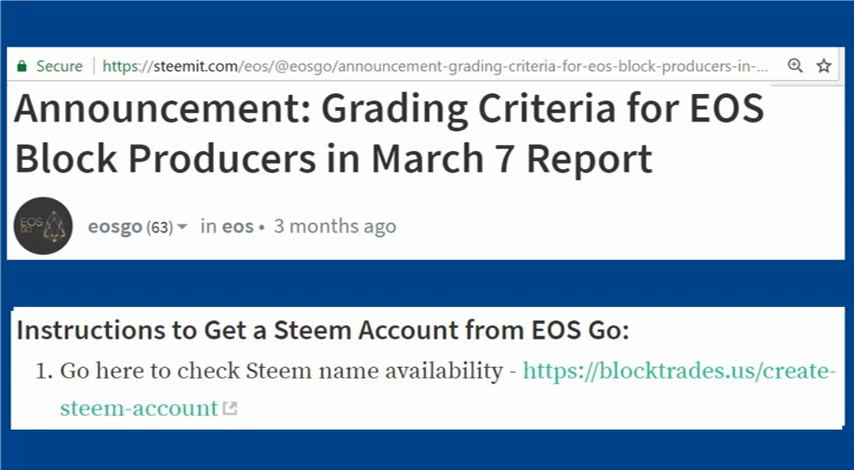 Secure https://steemit.com/eos/@eosgo/announcement-grading-criteria-for-eos-block-producers-in-...
Announcement: Grading Criteria for EOS
Block Producers in March 7 Report
EOS
GO
eosgo (63) in eos • 3 months ago
Instructions to Get a Steem Account from EOS Go:
1. Go here to check Steem name availability - https://blocktrades.us/create-
steem-account